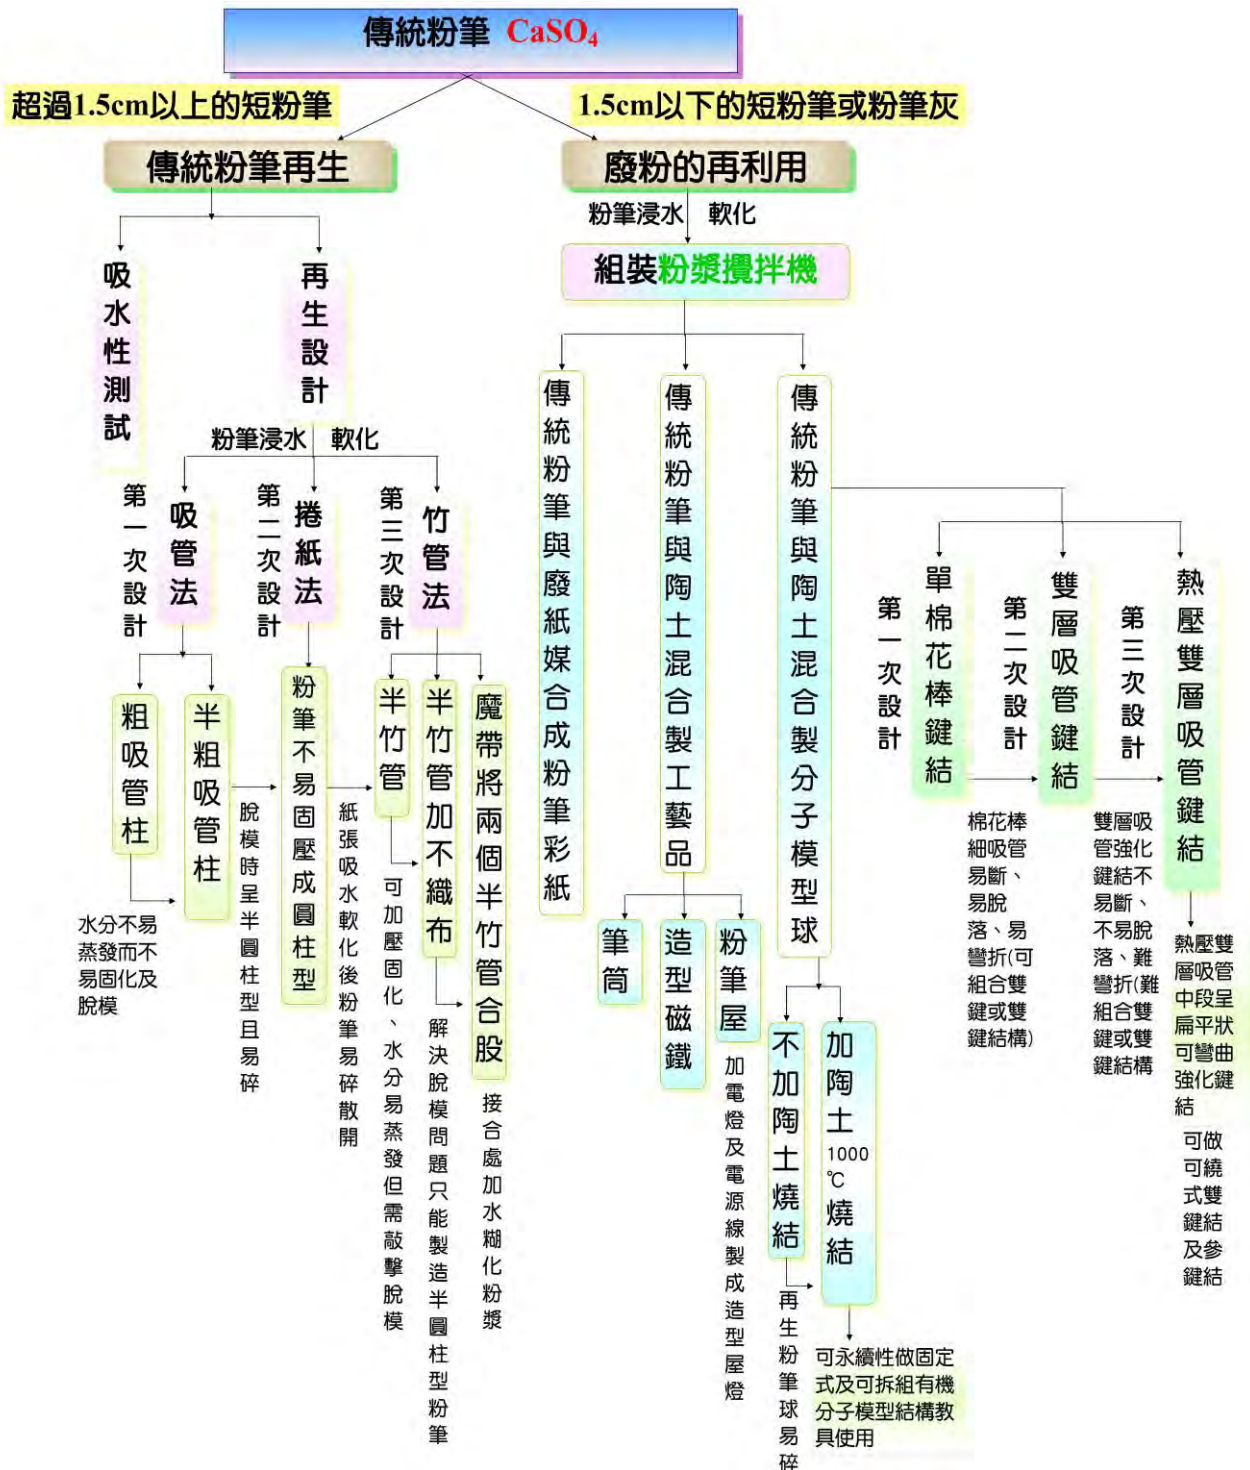 傳統粉筆 CaSO₄
超過1.5cm以上的短粉筆
1.5cm以下的短粉筆或粉筆灰
傳統粉筆再生
廢粉的再利用
粉筆浸水 軟化
組裝粉漿攪拌機
吸水性測試
再生設計
粉筆浸水 軟化
第一次設計
吸管法
第二次設計
捲紙法
第三次設計
竹管法
粗吸管柱
半粗吸管柱
水分不易
蒸發而不
易固化及
脫模
脫模時呈半圓柱型且易碎
粉筆不易固壓成圓柱型
紙張吸水軟化後粉筆易碎散開
半竹管
半竹管加不織布
魔帶將兩個半竹管合股
可加壓固化、水分易蒸發但需敲擊脫模
解決脫模問題只能製造半圓柱型粉筆
接合處加水糊化粉漿
傳統粉筆與廢紙媒合成粉筆彩紙
傳統粉筆與陶土混合製工藝品
傳統粉筆與陶土混合製分子模型球
筆筒
造型磁鐵
粉筆屋
加電燈及電源線製成造型屋燈
不加陶土燒結
加陶土1000℃燒結
再生粉筆球易碎
可永續性做固定
式及可拆組有機
分子模型結構教
具使用
第一次設計
單棉花棒鍵結
第二次設計
雙層吸管鍵結
第三次設計
熱壓雙層吸管鍵結
棉花棒
細吸管
易斷、
易脫
落、易
彎折(可
組合雙
鍵或雙
鍵結構)
雙層吸
管強化
鍵結不
易斷、
不易脫
落、難
彎折(難
組合雙
鍵或雙
鍵結構
熱壓雙
層吸管
中段呈
扁平狀
可彎曲
強化鍵
結
可做
可繞
式雙
鍵結
及參
鍵結